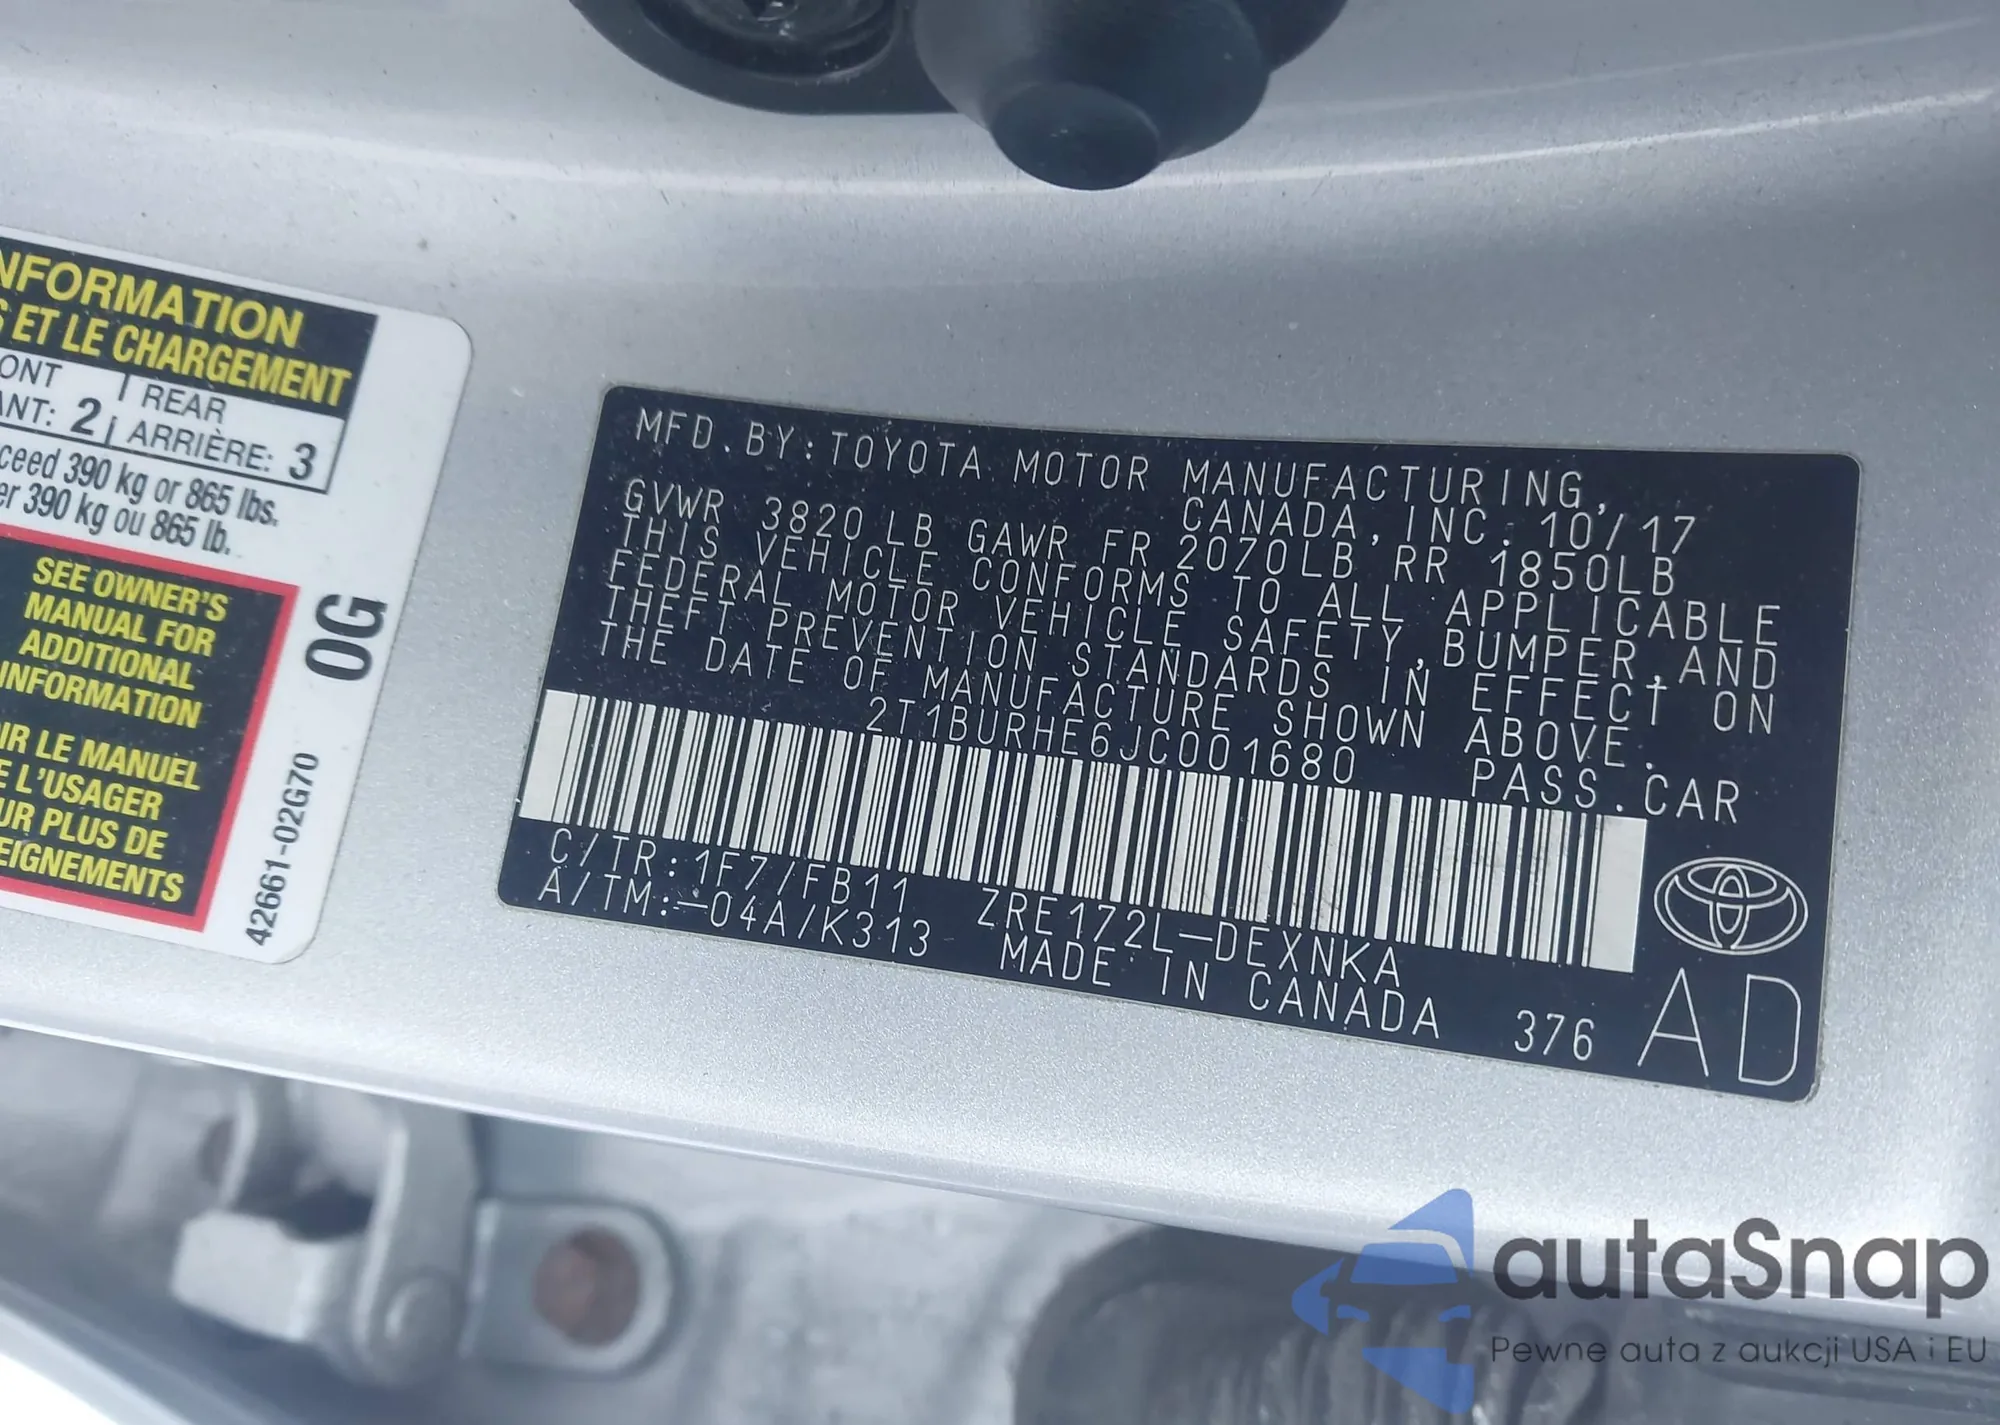 NFORMATION
S ET LE CHARGEMENT
ONT REAR
ANT: 2 ARRIÈRE: 3
ceed 390 kg or 865 lbs.
er 390 kg ou 865 lb.
SEE OWNER'S
MANUAL FOR
ADDITIONAL
INFORMATION
IR LE MANUEL
E L'USAGER
UR PLUS DE
EIGNEMENTS
0G
42661-02G70
MFD.BY:TOYOTA MOTOR MANUFACTURING,
CANADA,INC. 10/17
GVWR 3820LB GAWR FR 2070LB RR 1850LB
THIS VEHICLE CONFORMS TO ALL APPLICABLE
FEDERAL MOTOR VEHICLE SAFETY,BUMPER,AND
THEFT PREVENTION STANDARDS IN EFFECT ON
THE DATE OF MANUFACTURE SHOWN ABOVE.
2T1BURHE6JC001680 PASS.CAR
C/TR:1F7/FB11 ZRE172L-DEXNKA
A/TM:-04A/K313 MADE IN CANADA 376 AD
autaSnap
Pewne auta z aukcji USA i EU